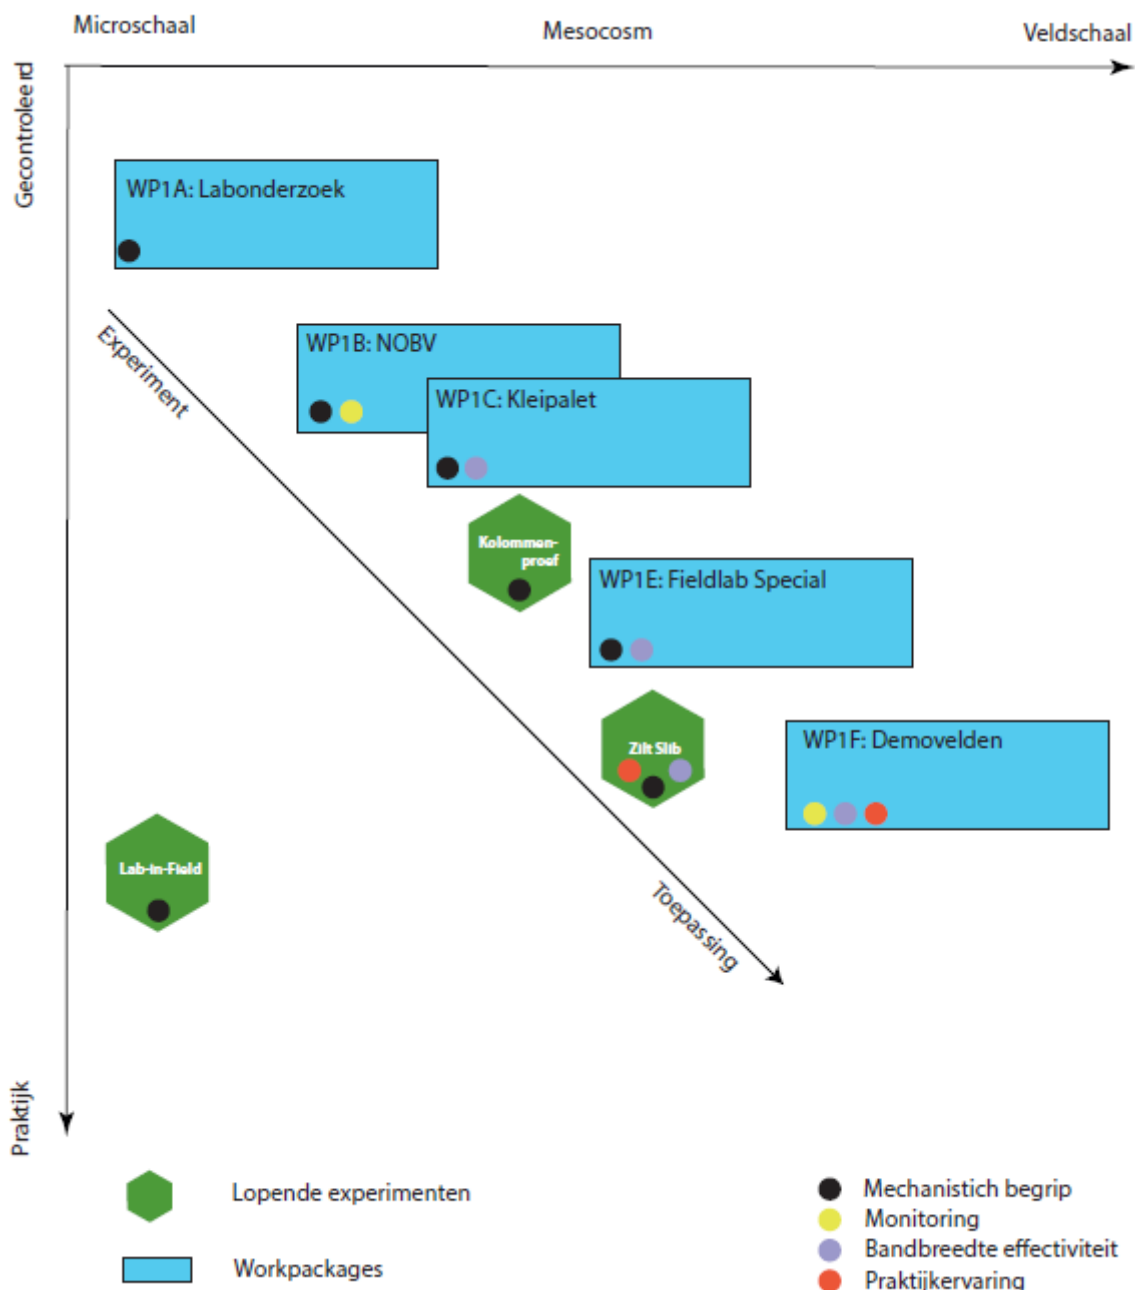 Microschaal
Mesocosm
Veldschaal
Gecontroleerd
WP1A: Labonderzoek
Experiment
WP1B: NOBV
WP1C: Kleipalet
Kolommen-
proef
WP1E: Fieldlab Special
Zilt Slib
WP1F: Demovelden
Lab-in-Field
Toepassing
Praktijk
Lopende experimenten
Workpackages
Mechanistich begrip
Monitoring
Bandbreedte effectiviteit
Praktijkervaring